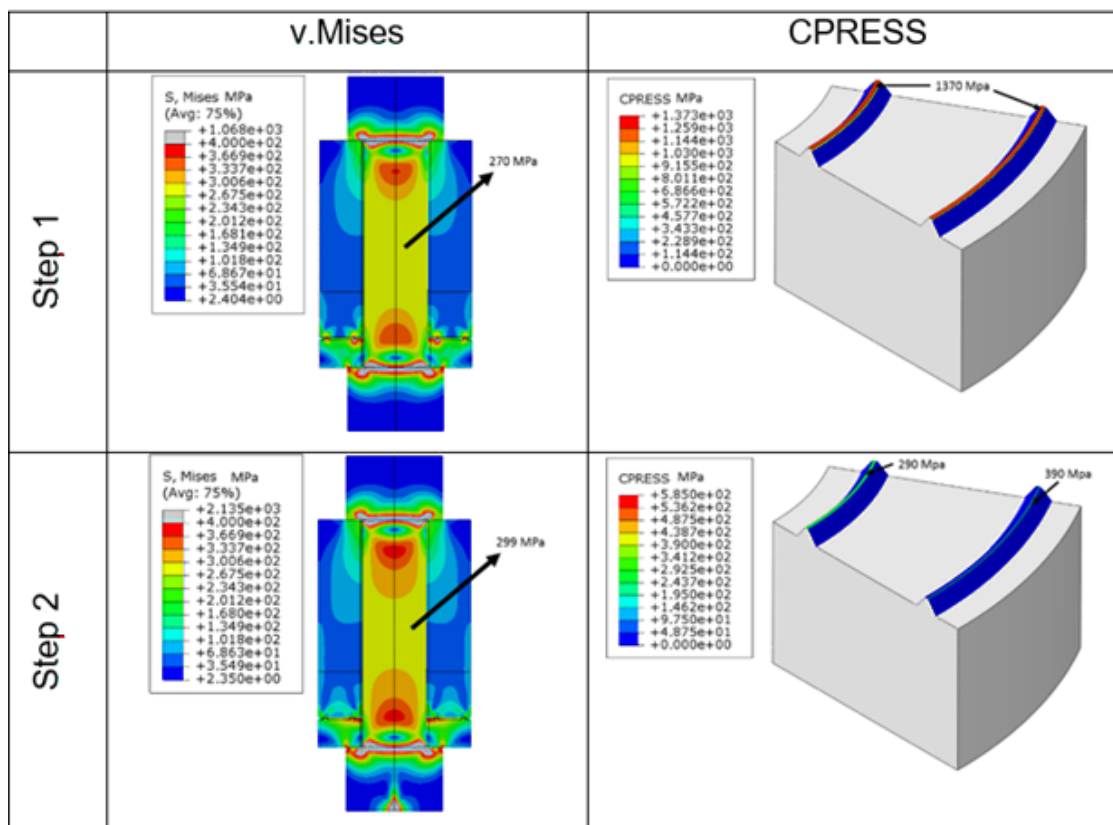 v.Mises
CPRESS
Step 1
S, Mises MPa
(Avg: 75%)
+1.068e+03
+4.000e+02
+3.669e+02
+3.337e+02
+3.006e+02
+2.675e+02
+2.343e+02
+2.012e+02
+1.681e+02
+1.349e+02
+1.018e+02
+6.867e+01
+3.554e+01
+2.404e+00
270 MPa
CPRESS MPa
+1.373e+03
+1.259e+03
+1.144e+03
+1.030e+03
+9.155e+02
+8.011e+02
+6.866e+02
+5.722e+02
+4.577e+02
+3.433e+02
+2.289e+02
+1.144e+02
+0.000e+00
1370 Mpa
Step 2
S, Mises MPa
(Avg: 75%)
+2.135e+03
+4.000e+02
+3.669e+02
+3.337e+02
+3.006e+02
+2.675e+02
+2.343e+02
+2.012e+02
+1.680e+02
+1.349e+02
+1.018e+02
+6.863e+01
+3.549e+01
+2.350e+00
299 MPa
CPRESS MPa
+5.850e+02
+5.362e+02
+4.875e+02
+4.387e+02
+3.900e+02
+3.412e+02
+2.925e+02
+2.437e+02
+1.950e+02
+1.462e+02
+9.750e+01
+4.875e+01
+0.000e+00
290 Mpa
390 Mpa